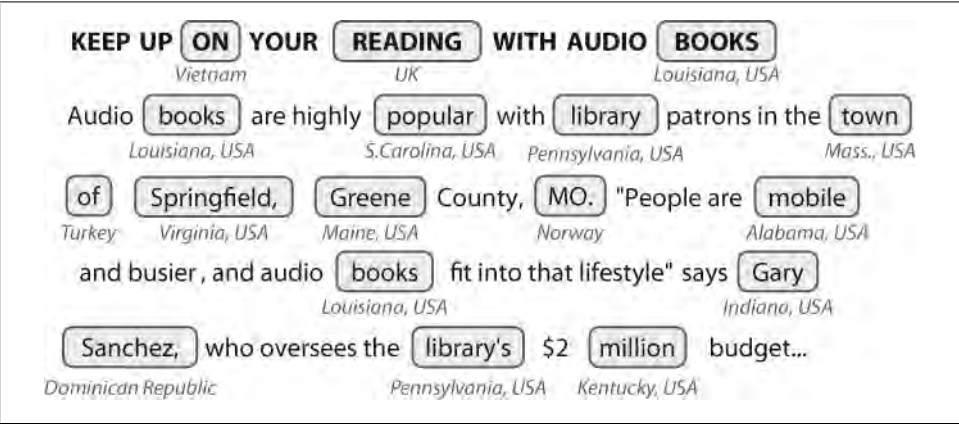 KEEP UP ON YOUR READING WITH AUDIO BOOKS
Vietnam UK Louisiana, USA
Audio books are highly popular with library patrons in the town
Louisiana, USA S.Carolina, USA Pennsylvania, USA Mass., USA
of Springfield, Greene County, MO. "People are mobile
Turkey Virginia, USA Maine, USA Norway Alabama, USA
and busier, and audio books fit into that lifestyle" says Gary
Louisiana, USA Indiana, USA
Sanchez, who oversees the library's $2 million budget...
Dominican Republic Pennsylvania, USA Kentucky, USA